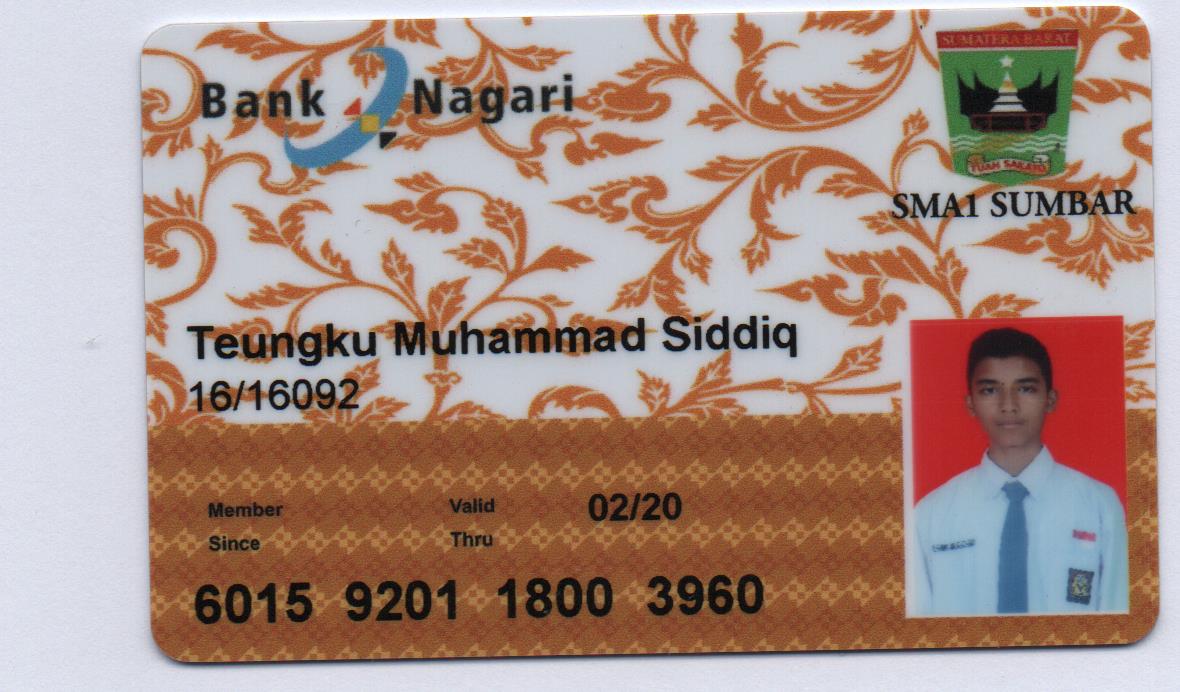 Bank Nagari
SUMATERA BARAT
TUAH SAKATO
SMA1 SUMBAR
Teungku Muhammad Siddiq
16/16092
Member Since
Valid Thru
02/20
6015 9201 1800 3960